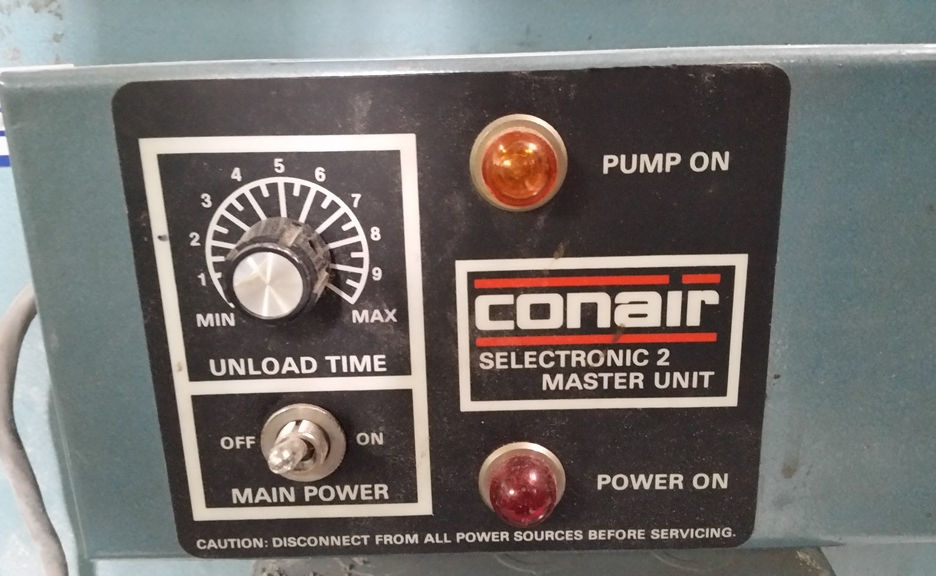 1
2
3
4
5
6
7
8
9
MIN MAX
UNLOAD TIME
OFF ON
MAIN POWER
PUMP ON
conair
SELECTRONIC 2
MASTER UNIT
POWER ON
CAUTION: DISCONNECT FROM ALL POWER SOURCES BEFORE SERVICING.